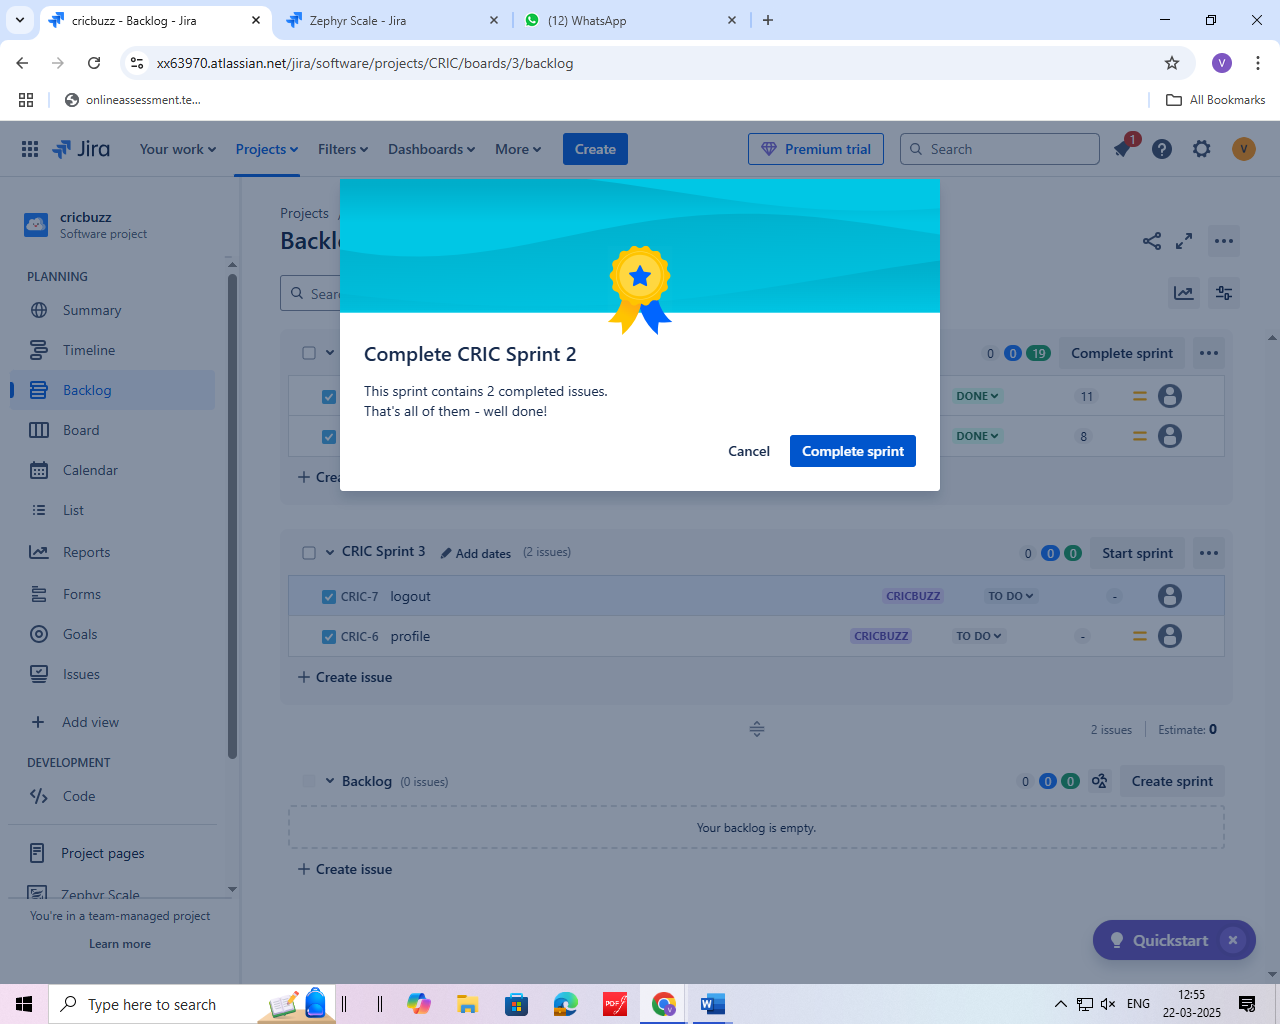 cricbuzz - Backlog - Jira
Zephyr Scale - Jira
(12) WhatsApp
xx63970.atlassian.net/jira/software/projects/CRIC/boards/3/backlog
V
onlineassessment.te...
All Bookmarks
Jira
Your work
Projects
Filters
Dashboards
More
Create
Premium trial
Search
1
V
cricbuzz
Software project
PLANNING
Summary
Timeline
Backlog
Board
Calendar
List
Reports
Forms
Goals
Issues
Add view
DEVELOPMENT
Code
Project pages
Zephyr Scale
You're in a team-managed project
Learn more
Projects /
Backl
Sear
0 0 19 Complete sprint
DONE 11
DONE 8
+ Crea
Complete CRIC Sprint 2
This sprint contains 2 completed issues.
That's all of them - well done!
Cancel Complete sprint
CRIC Sprint 3 Add dates (2 issues) 0 0 0 Start sprint
CRIC-7 logout CRICBUZZ TO DO -
CRIC-6 profile CRICBUZZ TO DO -
+ Create issue
2 issues Estimate: 0
Backlog (0 issues) 0 0 0 Create sprint
Your backlog is empty.
+ Create issue
Quickstart
Type here to search
PDF
W
ENG
12:55
22-03-2025